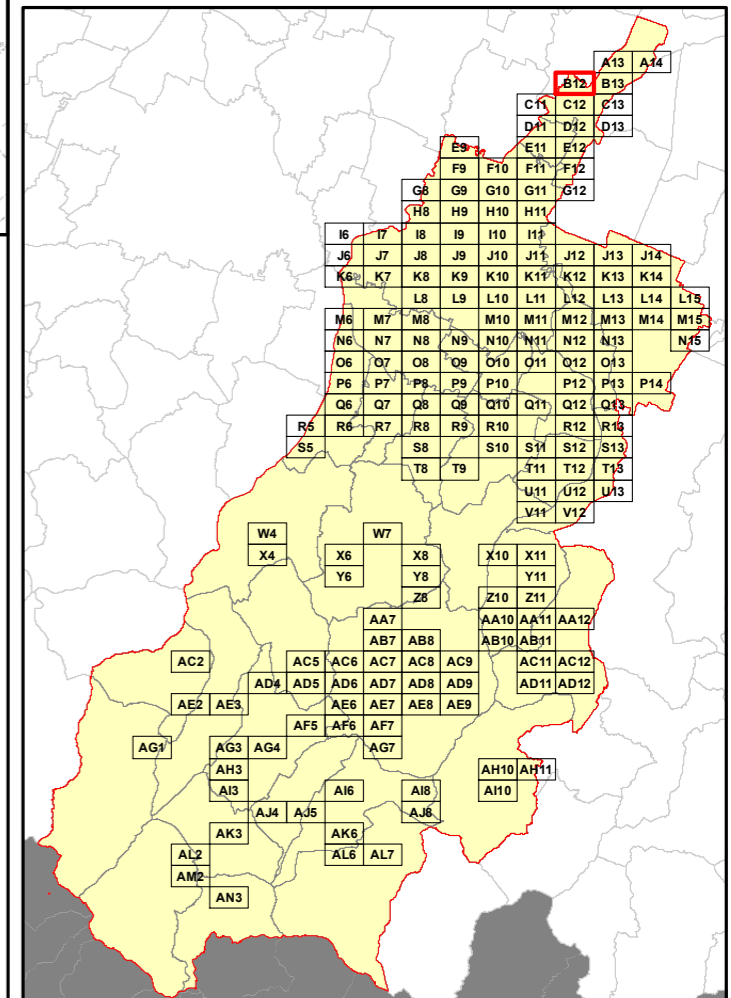 A13 A14
B12 B13
C11 C12 C13
D11 D12 D13
E9 E11 E12
F9 F10 F11 F12
G8 G9 G10 G11 G12
H8 H9 H10 H11
I6 I7 I8 I9 I10 I11
J6 J7 J8 J9 J10 J11 J12 J13 J14
K6 K7 K8 K9 K10 K11 K12 K13 K14
L8 L9 L10 L11 L12 L13 L14 L15
M6 M7 M8 M10 M11 M12 M13 M14 M15
N6 N7 N8 N9 N10 N11 N12 N13 N15
O6 O7 O8 O9 O10 O11 O12 O13
P6 P7 P8 P9 P10 P12 P13 P14
Q6 Q7 Q8 Q9 Q10 Q11 Q12 Q13
R5 R6 R7 R8 R9 R10 R12 R13
S5 S8 S10 S11 S12 S13
T8 T9 T11 T12 T13
U11 U12 U13
V11 V12
W4 W7
X4 X6 X8 X10 X11
Y6 Y8 Y11
Z8 Z10 Z11
AA7 AA10 AA11 AA12
AB7 AB8 AB10 AB11
AC2 AC5 AC6 AC7 AC8 AC9 AC11 AC12
AD4 AD5 AD6 AD7 AD8 AD9 AD11 AD12
AE2 AE3 AE6 AE7 AE8 AE9
AF5 AF6 AF7
AG1 AG3 AG4 AG7
AH3 AH10 AH11
AI3 AI6 AI8 AI10
AJ4 AJ5 AJ8
AK3 AK6
AL2 AL6 AL7
AM2
AN3